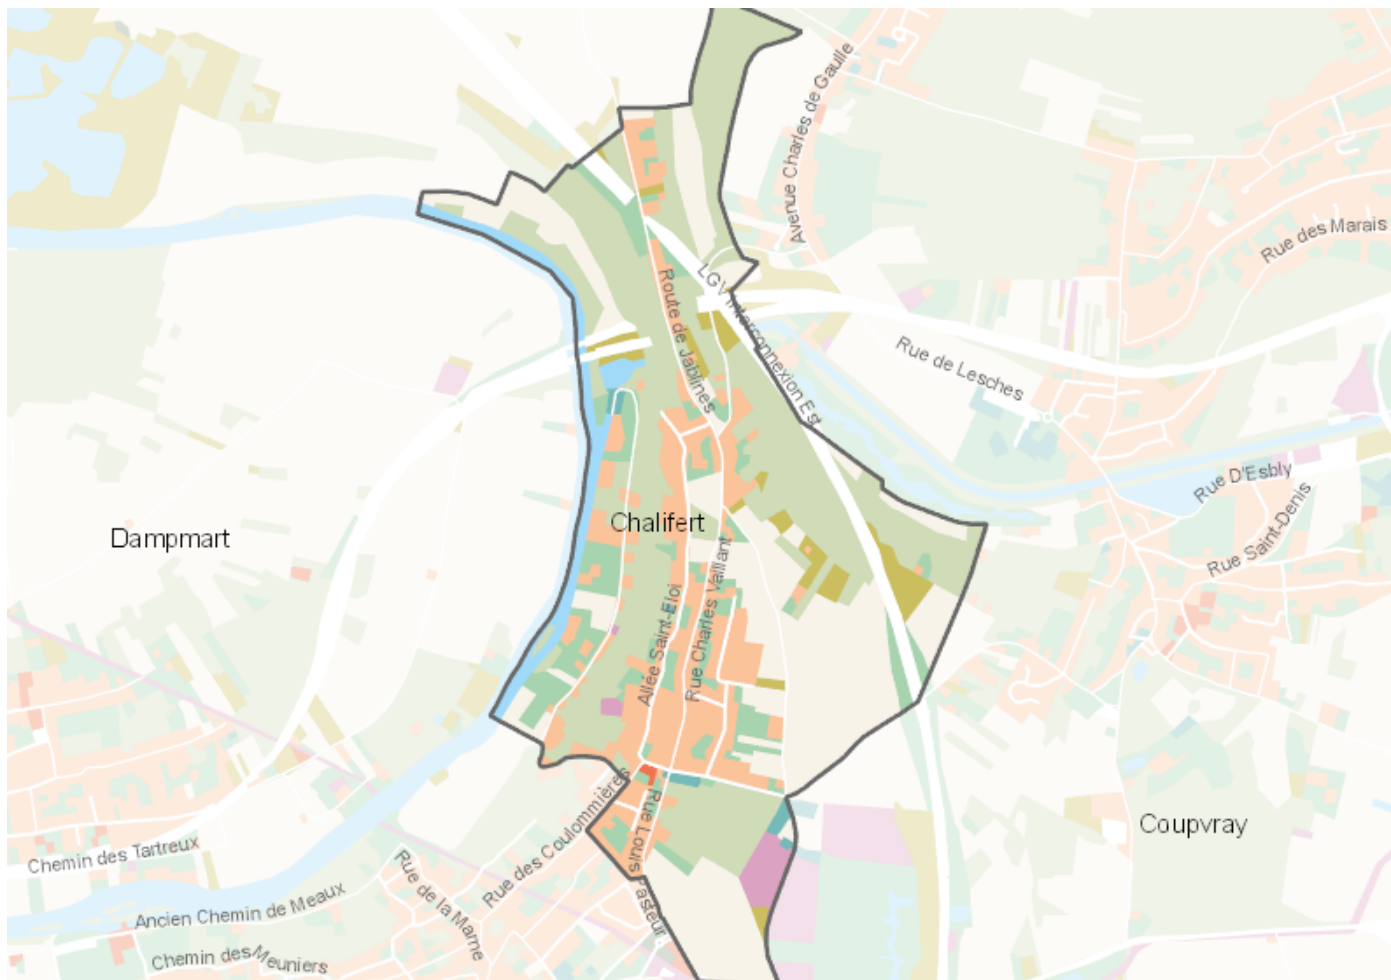 Avenue Charles de Gaulle
Rue des Marais
LGV Interconnexion Est
Route de Jablines
Rue de Lesches
Rue D'Esbly
Rue Saint-Denis
Chalifert
Dampmart
Allée Saint-Eloi
Rue Charles Vaillant
Coupvray
Rue des Coulommières
Rue Louis Pasteur
Chemin des Tartreux
Rue de la Marne
Ancien Chemin de Meaux
Chemin des Meuniers